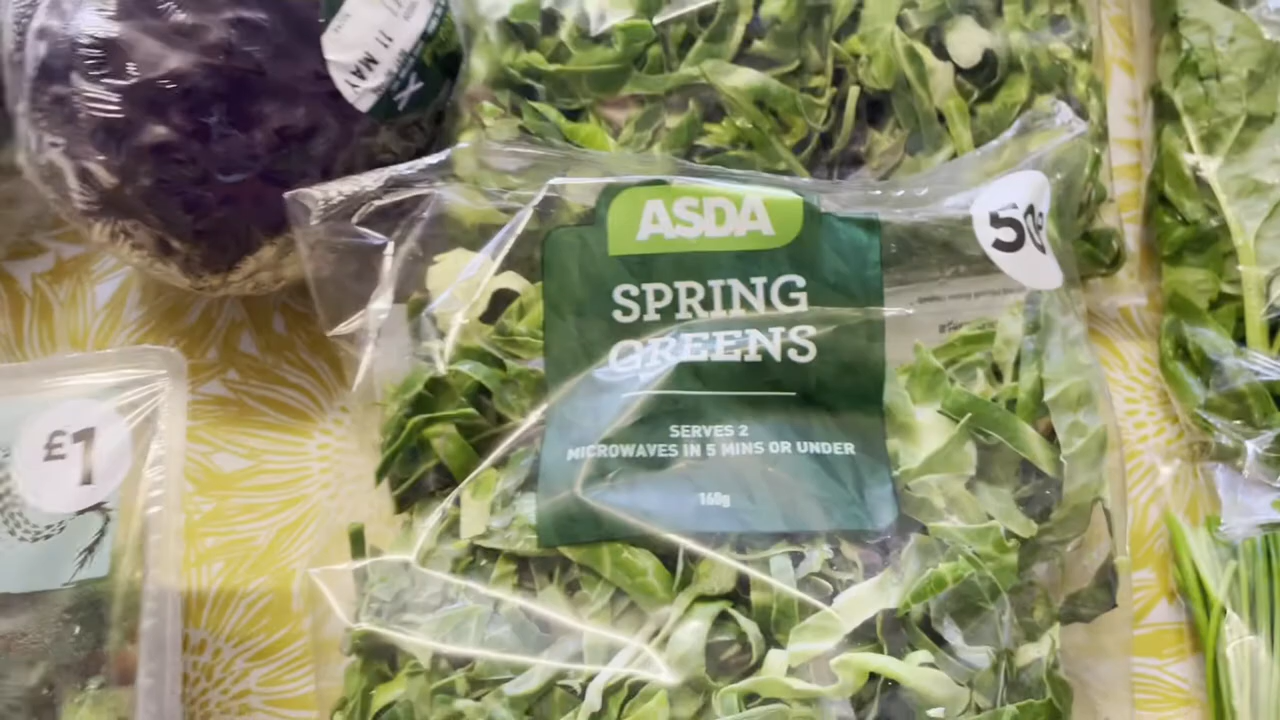 11 MAY
ASDA
50p
SPRING
GREENS
£1
SERVES 2
MICROWAVES IN 5 MINS OR UNDER
160g